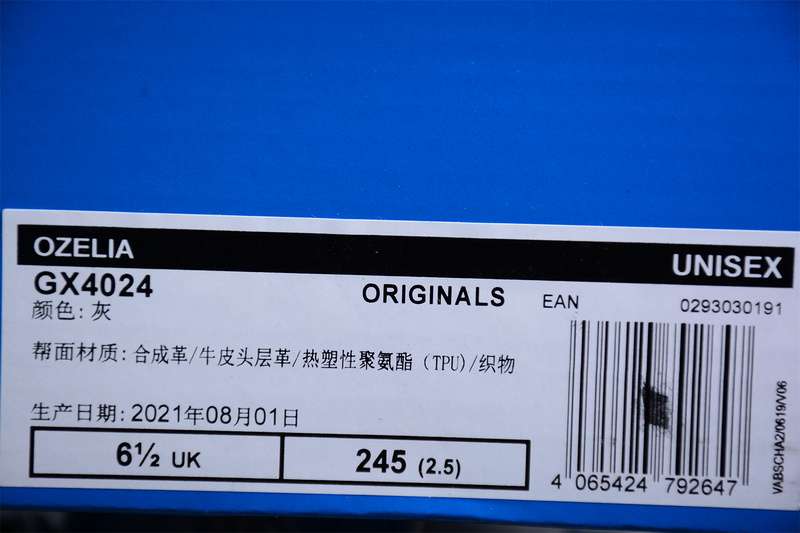 OZELIA
UNISEX
GX4024
ORIGINALS
EAN
0293030191
颜色: 灰
帮面材质: 合成革/牛皮头层革/热塑性聚氨酯（TPU)/织物
生产日期: 2021年08月01日
6½ UK
245 (2.5)
4 065424 792647
VABSCHA2/0619/V06